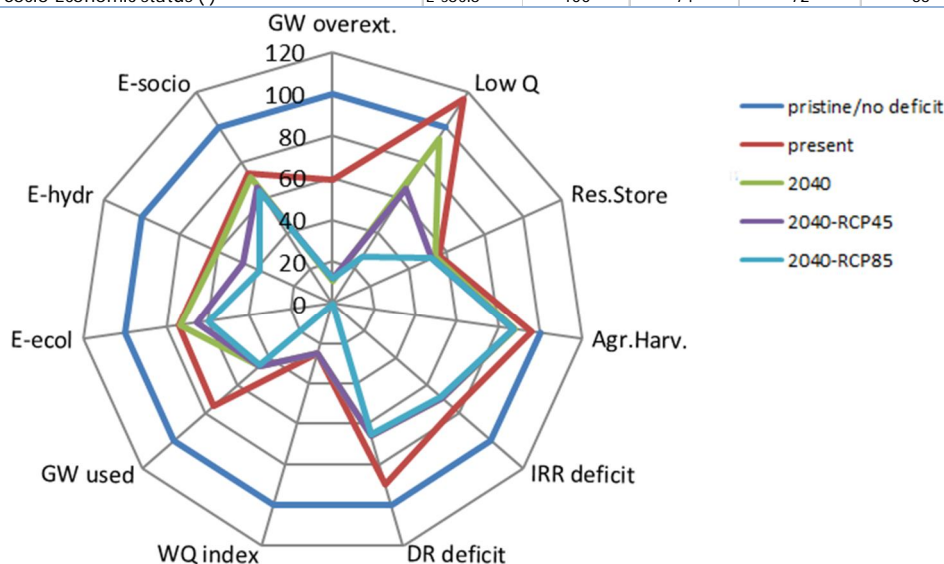 GW overext.
120
100
80
60
40
20
0
Low Q
Res.Store
Agr.Harv.
IRR deficit
DR deficit
WQ index
GW used
E-ecol
E-hydr
E-socio
pristine/no deficit
present
2040
2040-RCP45
2040-RCP85